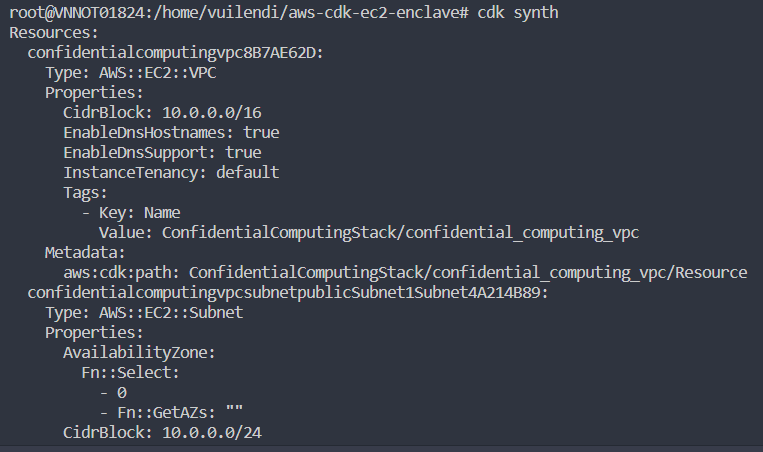 root@VNNOT01824:/home/vuilendi/aws-cdk-ec2-enclave# cdk synth
Resources:
  confidentialcomputingvpc8B7AE62D:
    Type: AWS::EC2::VPC
    Properties:
      CidrBlock: 10.0.0.0/16
      EnableDnsHostnames: true
      EnableDnsSupport: true
      InstanceTenancy: default
      Tags:
        - Key: Name
          Value: ConfidentialComputingStack/confidential_computing_vpc
    Metadata:
      aws:cdk:path: ConfidentialComputingStack/confidential_computing_vpc/Resource
  confidentialcomputingvpcsubnetpublicSubnet1Subnet4A214B89:
    Type: AWS::EC2::Subnet
    Properties:
      AvailabilityZone:
        Fn::Select:
          - 0
          - Fn::GetAZs: ""
      CidrBlock: 10.0.0.0/24